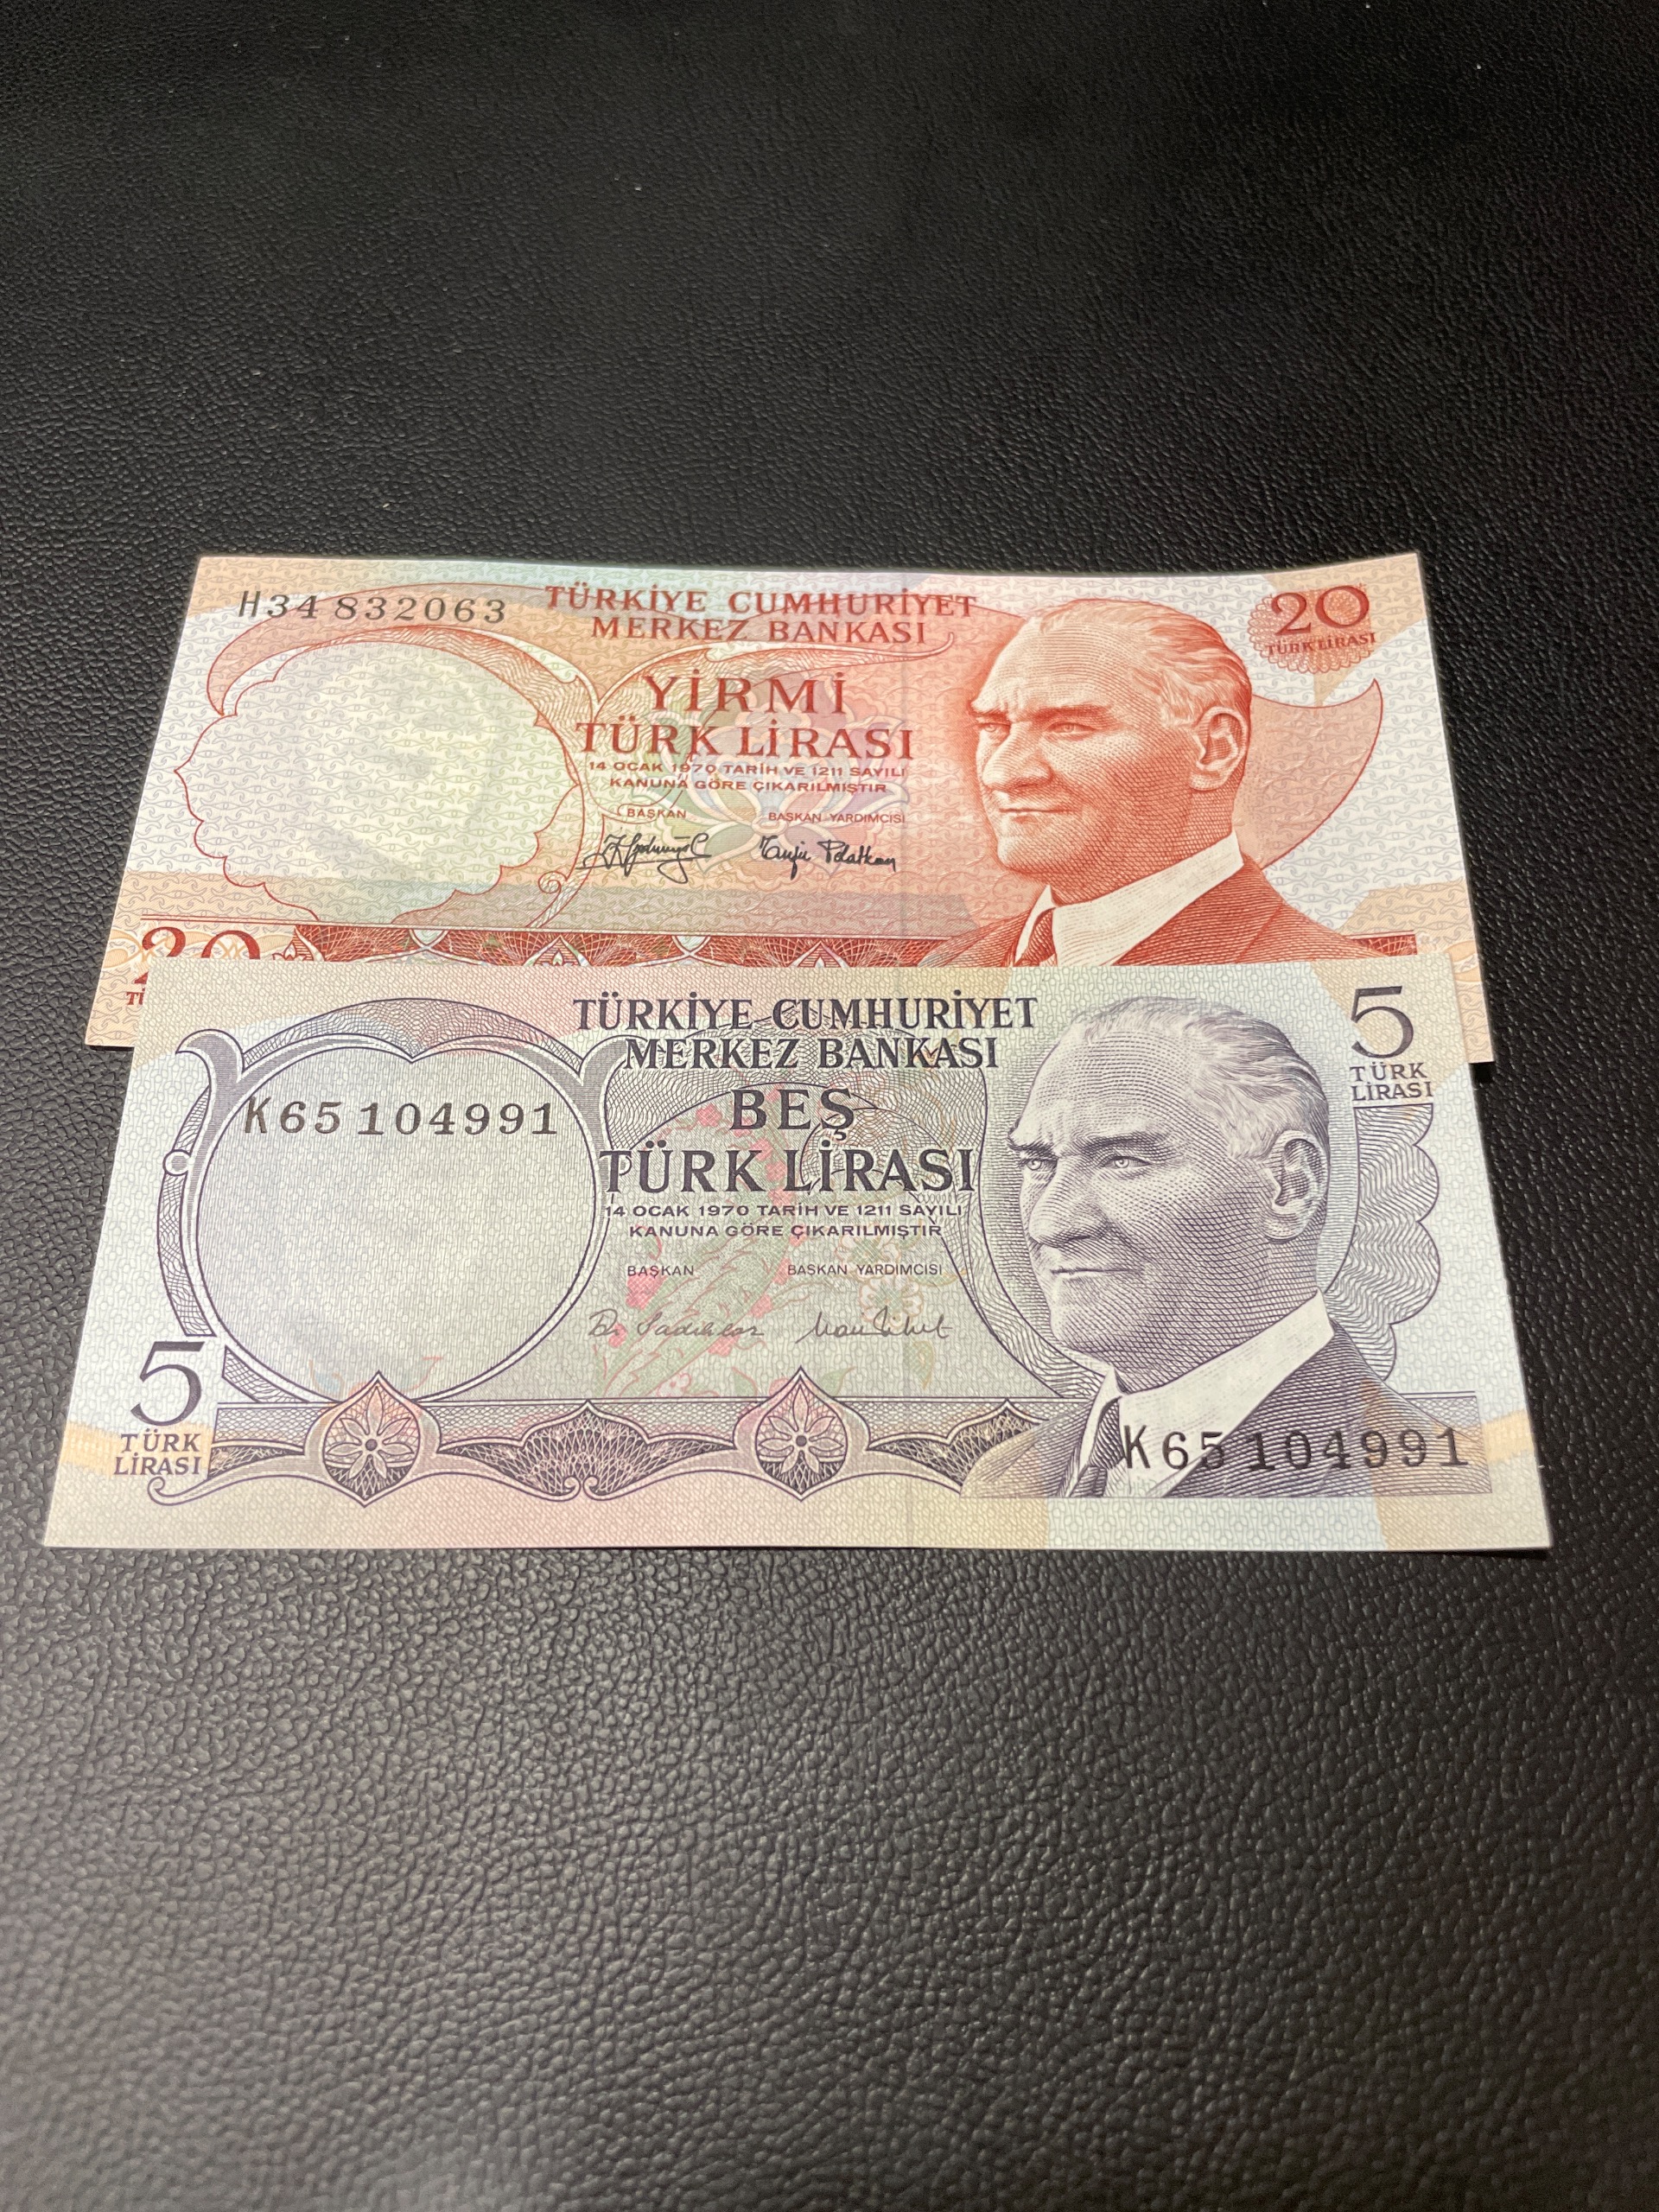 H34 832063
TÜRKİYE CUMHURİYET
MERKEZ BANKASI
20
TÜRK LİRASI
YİRMİ
TÜRK LİRASI
14 OCAK 1970 TARİH VE 1211 SAYILI
KANUNA GÖRE ÇIKARILMIŞTIR
BAŞKAN BAŞKAN YARDIMCISI
20
TÜRKİYE CUMHURİYET
MERKEZ BANKASI
5
TÜRK
LİRASI
K65 104991
BEŞ
TÜRK LİRASI
14 OCAK 1970 TARİH VE 1211 SAYILI
KANUNA GÖRE ÇIKARILMIŞTIR
BAŞKAN BAŞKAN YARDIMCISI
5
TÜRK
LİRASI
K65 104991